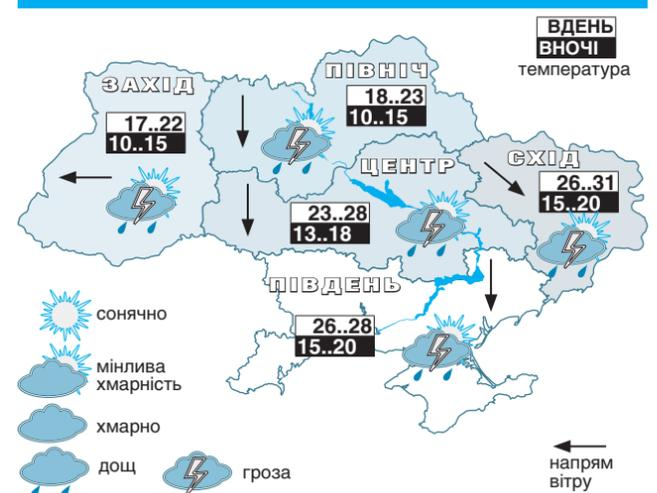 ВДЕНЬ
ВНОЧІ
температура
ЗАХІД
17..22
10..15
ПІВНІЧ
18..23
10..15
ЦЕНТР
23..28
13..18
СХІД
26..31
15..20
ПІВДЕНЬ
26..28
15..20
сонячно
мінлива
хмарність
хмарно
дощ
гроза
напрям
вітру